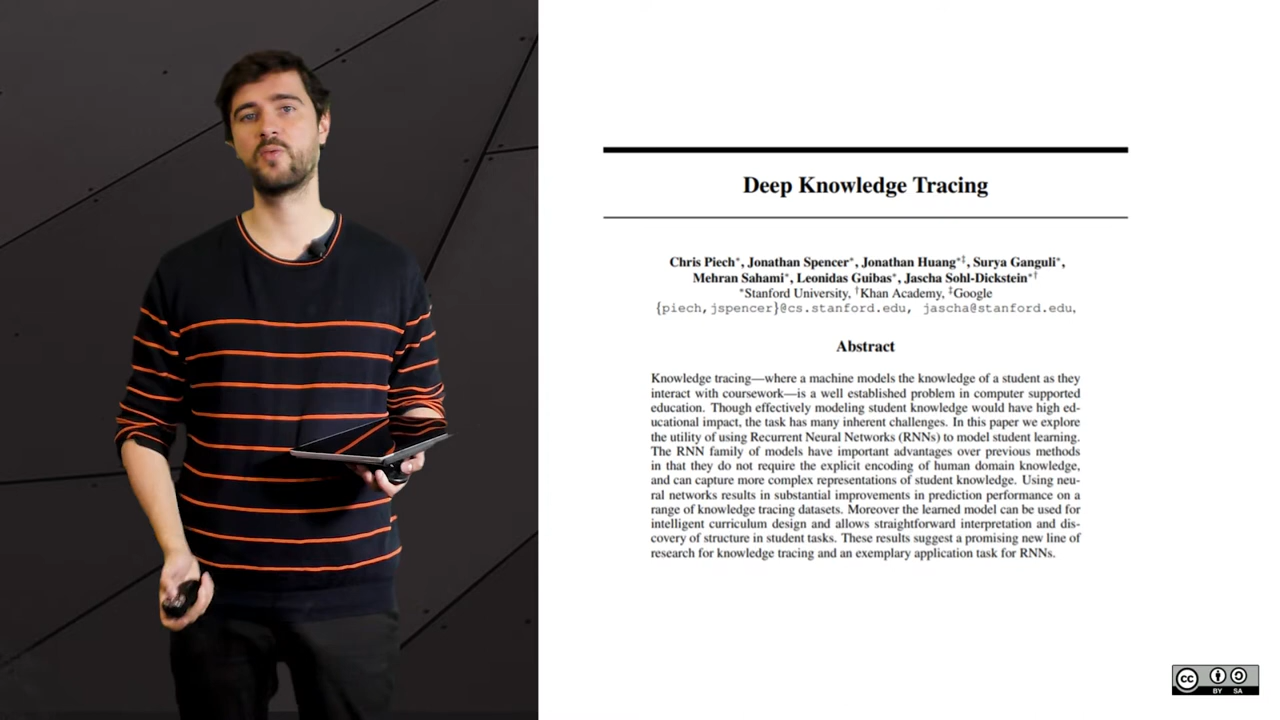 Deep Knowledge Tracing
Chris Piech*, Jonathan Spencer*, Jonathan Huang*‡, Surya Ganguli*,
Mehran Sahami*, Leonidas Guibas*, Jascha Sohl-Dickstein*†
*Stanford University, †Khan Academy, ‡Google
{piech,jspencer}@cs.stanford.edu, jascha@stanford.edu,
Abstract
Knowledge tracing—where a machine models the knowledge of a student as they
interact with coursework—is a well established problem in computer supported
education. Though effectively modeling student knowledge would have high ed-
ucational impact, the task has many inherent challenges. In this paper we explore
the utility of using Recurrent Neural Networks (RNNs) to model student learning.
The RNN family of models have important advantages over previous methods
in that they do not require the explicit encoding of human domain knowledge,
and can capture more complex representations of student knowledge. Using neu-
ral networks results in substantial improvements in prediction performance on a
range of knowledge tracing datasets. Moreover the learned model can be used for
intelligent curriculum design and allows straightforward interpretation and dis-
covery of structure in student tasks. These results suggest a promising new line of
research for knowledge tracing and an exemplary application task for RNNs.
cc
BY SA